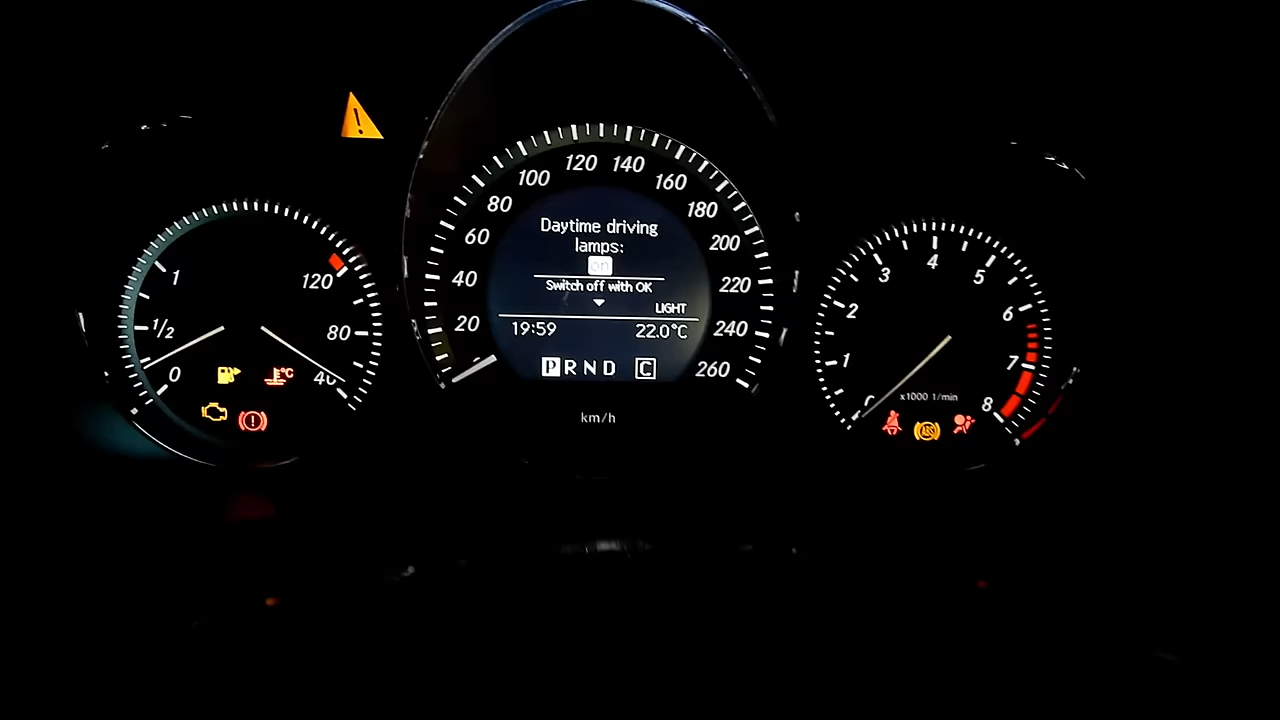 1
1/2
0
120
80
40
°C
20
40
60
80
100
120
140
160
180
200
220
240
260
Daytime driving
lamps:
on
Switch off with OK
LIGHT
19:59 22.0°C
P R N D C
km/h
1
2
3
4
5
6
7
8
x1000 1/min
ABS